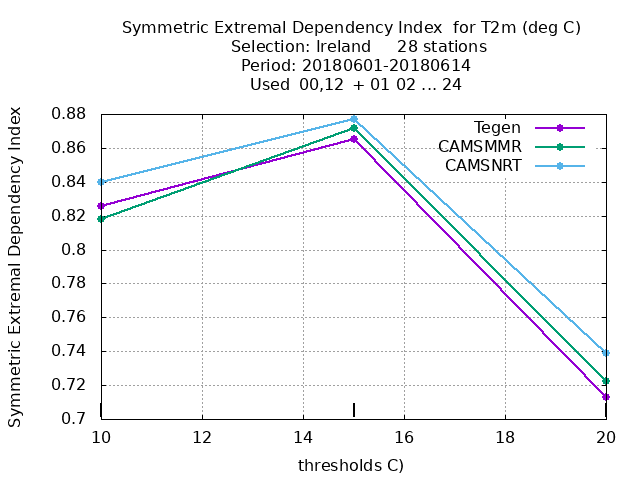 Symmetric Extremal Dependency Index  for T2m (deg C)
Selection: Ireland     28 stations
Period: 20180601-20180614
Used  00,12  + 01 02 ... 24
Symmetric Extremal Dependency Index
0.88
0.86
0.84
0.82
0.8
0.78
0.76
0.74
0.72
0.7
Tegen
CAMSMMR
CAMSNRT
10 12 14 16 18 20
thresholds C)